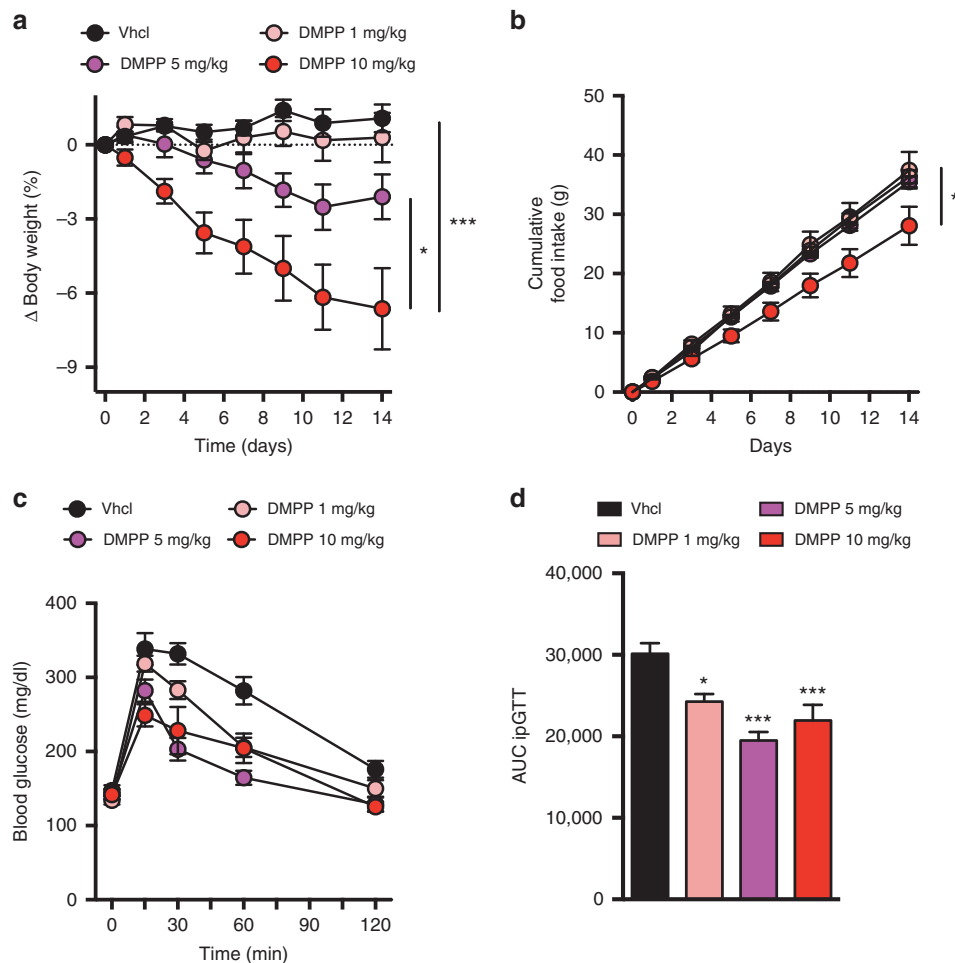 a
Vhcl
DMPP 1 mg/kg
DMPP 5 mg/kg
DMPP 10 mg/kg
0
–3
–6
–9
Δ Body weight (%)
*
***
0 2 4 6 8 10 12 14
Time (days)
b
50
40
30
20
10
0
Cumulative
food intake (g)
*
0 2 4 6 8 10 12 14
Days
c
Vhcl
DMPP 1 mg/kg
DMPP 5 mg/kg
DMPP 10 mg/kg
400
300
200
100
0
Blood glucose (mg/dl)
0 30 60 90 120
Time (min)
d
Vhcl
DMPP 5 mg/kg
DMPP 1 mg/kg
DMPP 10 mg/kg
40,000
30,000
20,000
10,000
0
AUC ipGTT
*
***
***